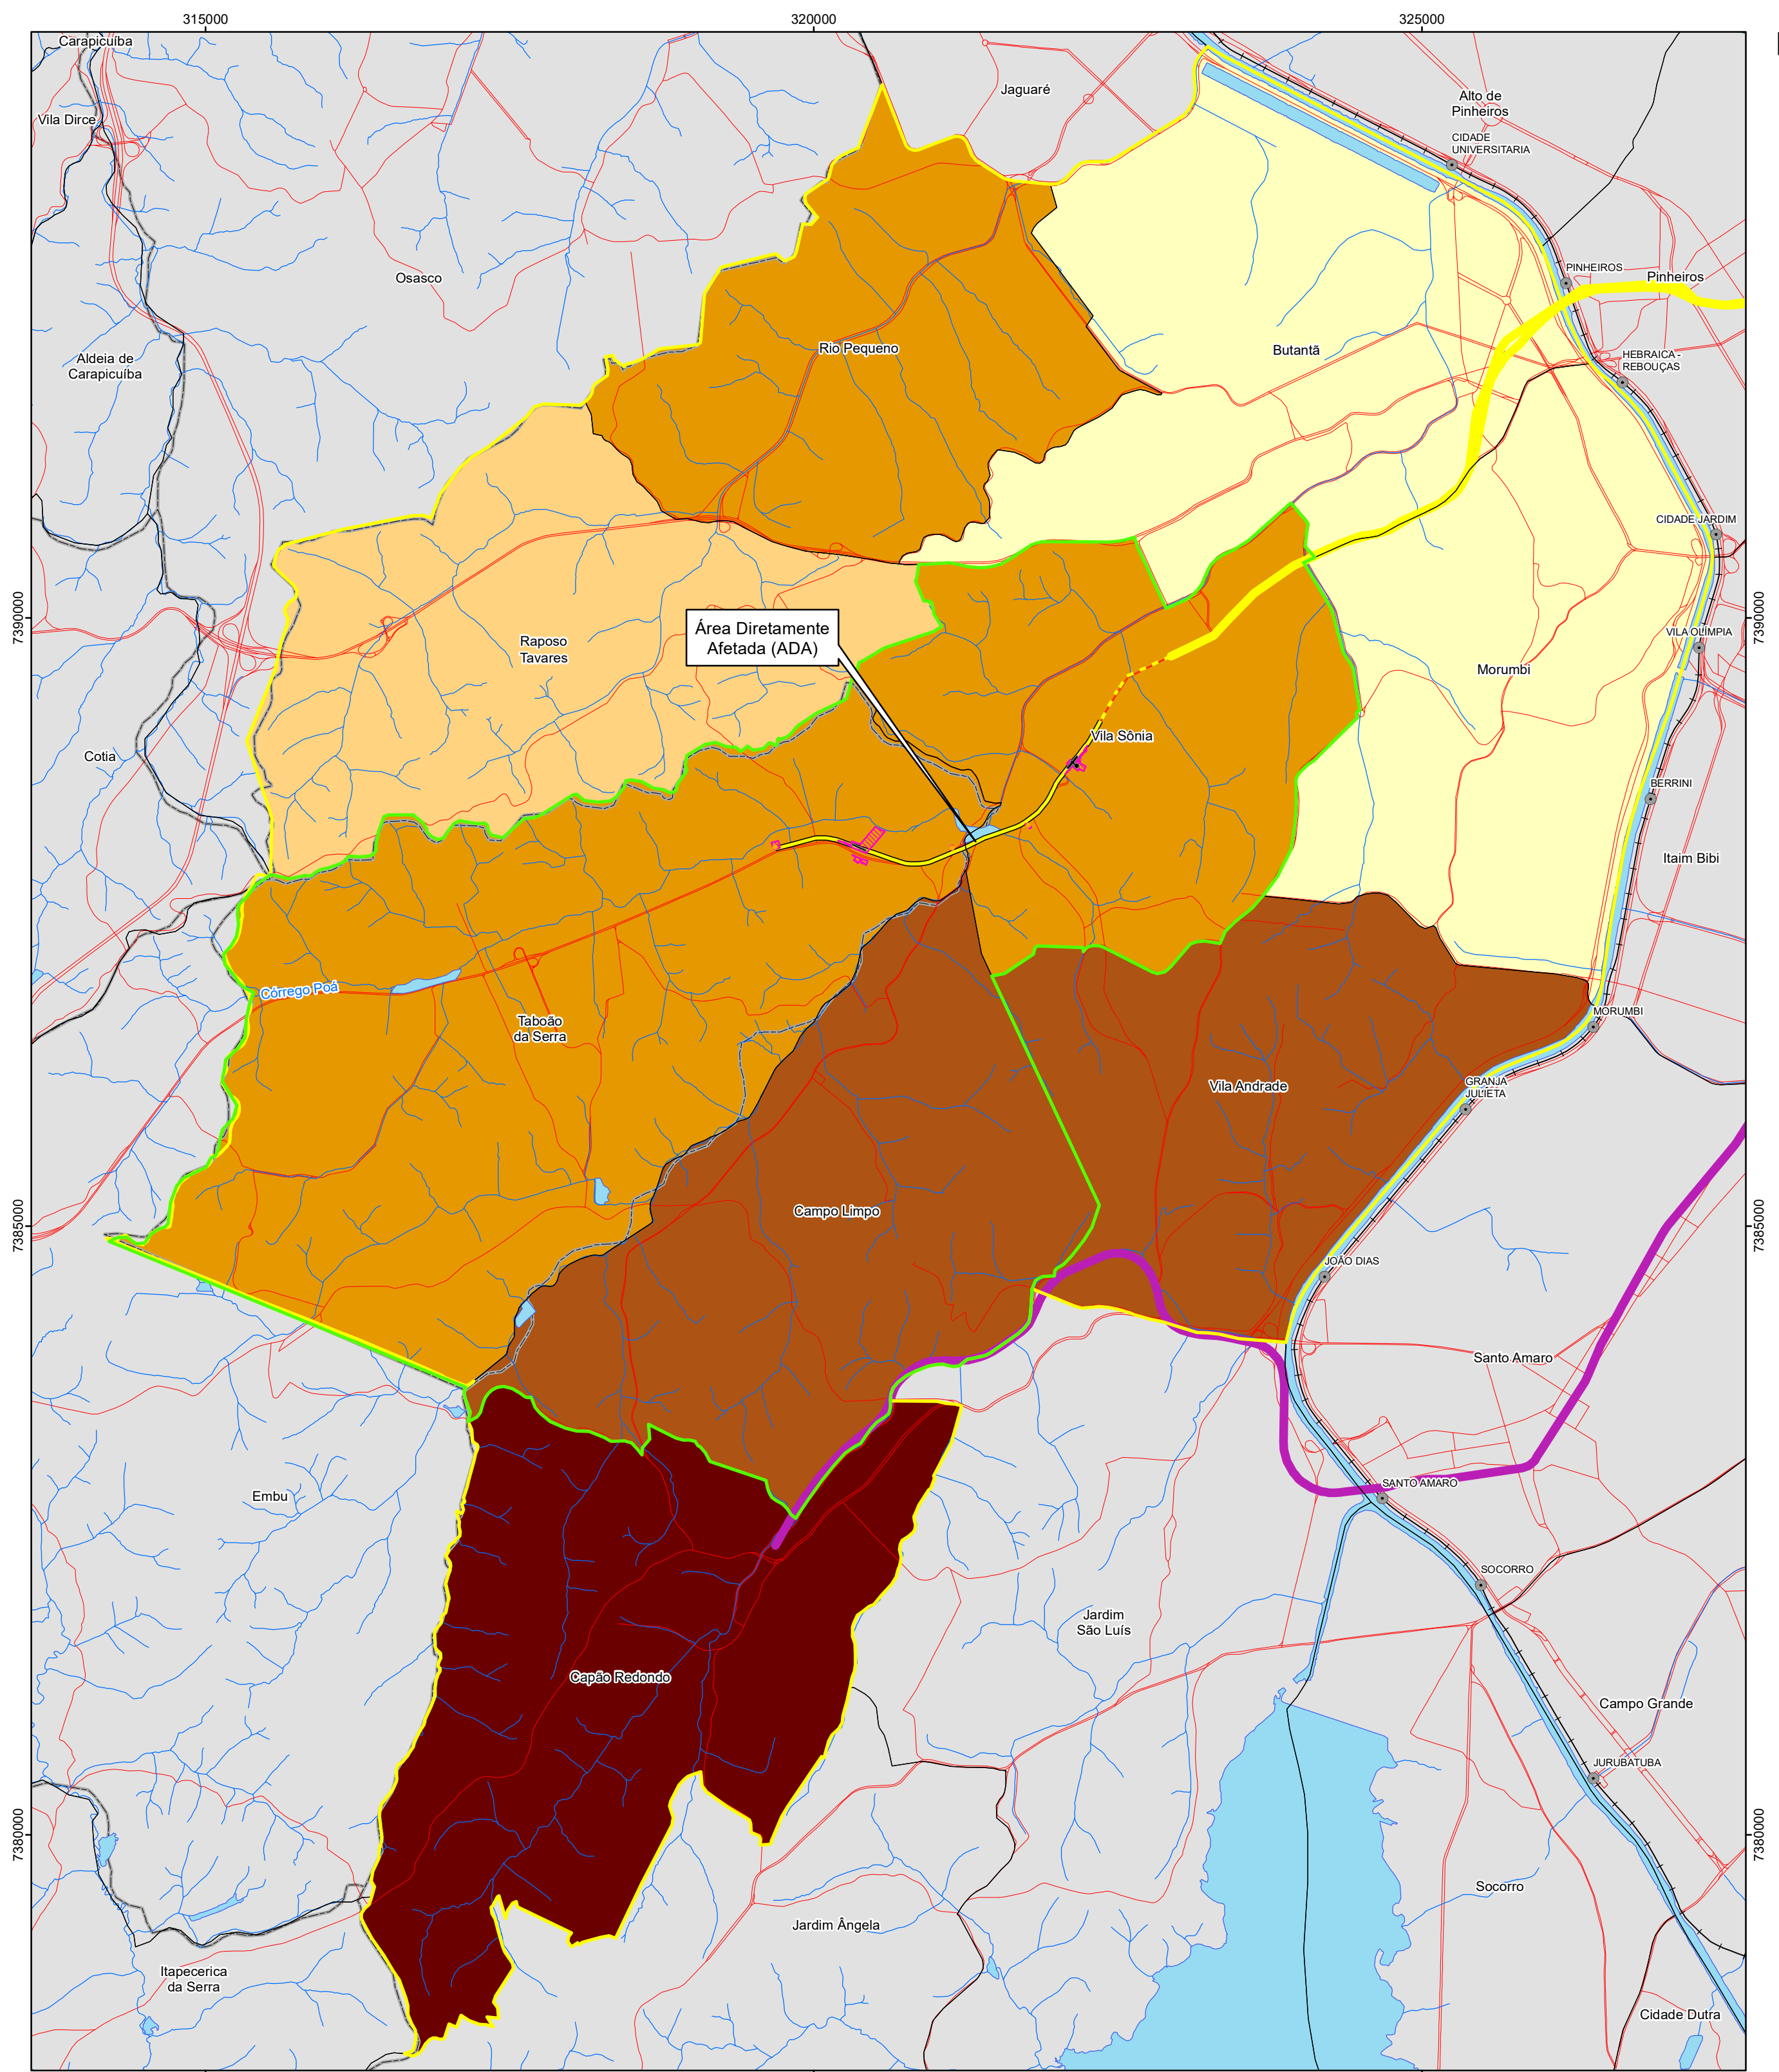 315000
320000
325000
Carapicuíba
Vila Dirce
Jaguaré
Alto de
Pinheiros
CIDADE
UNIVERSITARIA
Osasco
PINHEIROS
Pinheiros
Aldeia de
Carapicuíba
Rio Pequeno
Butantã
HEBRAICA -
REBOUÇAS
CIDADE JARDIM
7390000
7390000
Área Diretamente
Afetada (ADA)
Raposo
Tavares
VILA OLÍMPIA
Morumbi
Cotia
Vila Sônia
BERRINI
Itaim Bibi
Córrego Poá
Taboão
da Serra
MORUMBI
Vila Andrade
GRANJA
JULIETA
Campo Limpo
7385000
7385000
JOÃO DIAS
Santo Amaro
SANTO AMARO
Embu
SOCORRO
Jardim
São Luís
Capão Redondo
Campo Grande
JURUBATUBA
7380000
7380000
Socorro
Jardim Ângela
Itapecerica
da Serra
Cidade Dutra